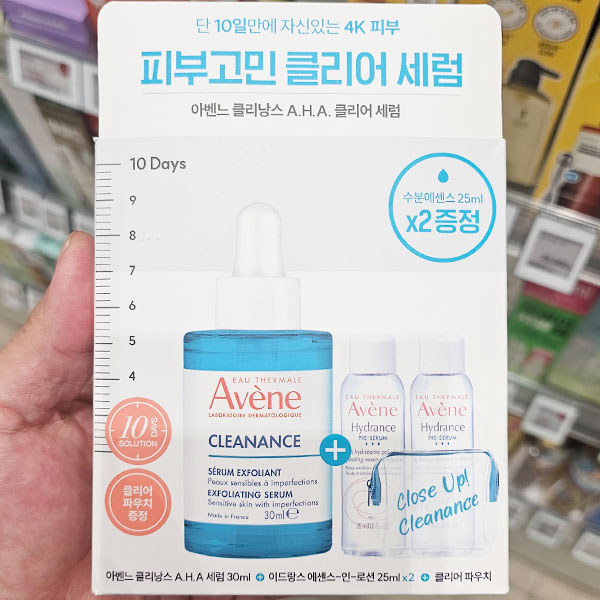 단 10일만에 자신있는 4K 피부
피부고민 클리어 세럼
아벤느 클리낭스 A.H.A. 클리어 세럼
10 Days
9
8
7
6
5
4
수분에센스 25ml
x2 증정
EAU THERMALE
Avène
LABORATOIRE DERMATOLOGIQUE
CLEANANCE
SÉRUM EXFOLIANT
Peaux sensibles à imperfections
EXFOLIATING SERUM
Sensitive skin with imperfections
Made in France
30ml e
+
EAU THERMALE
Avène
Hydrance
PRE-SERUM
EAU THERMALE
Avène
Hydrance
PRE-SERUM
Close Up!
Cleanance
10 DAYS
SOLUTION
클리어
파우치
증정
아벤느 클리낭스 A.H.A 세럼 30ml + 이드랑스 에센스-인-로션 25ml x2 + 클리어 파우치